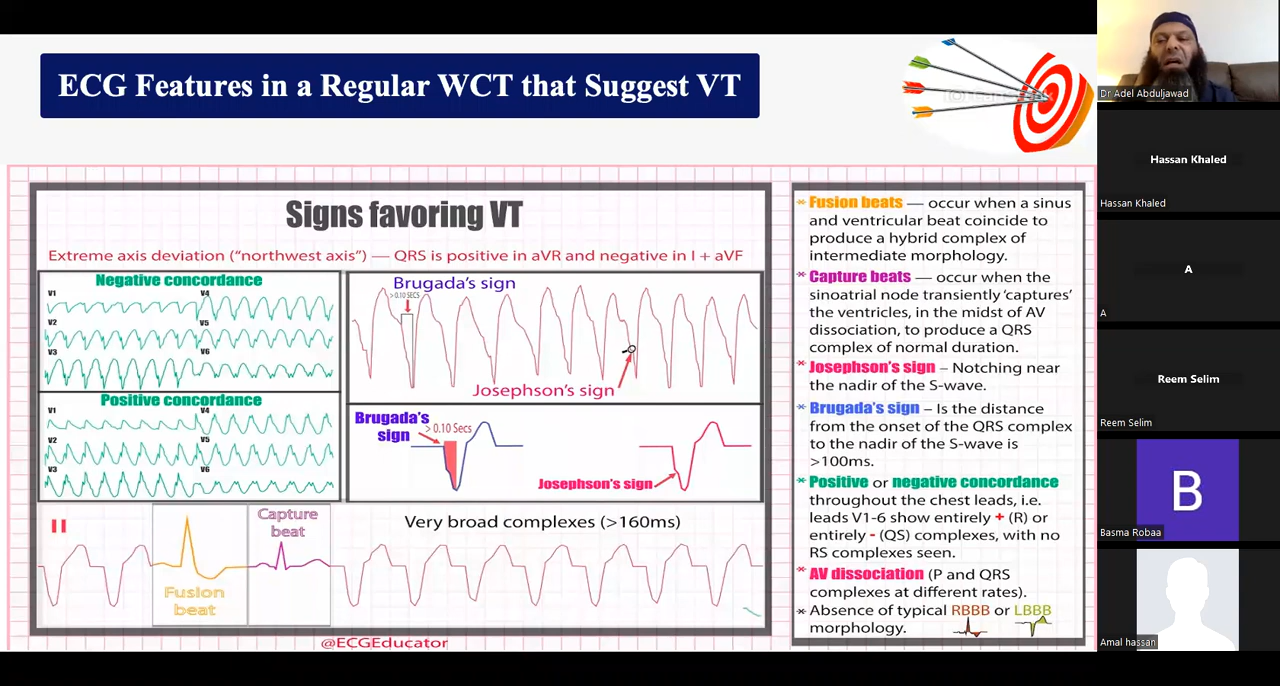 ECG Features in a Regular WCT that Suggest VT
Signs favoring VT
Extreme axis deviation ("northwest axis") — QRS is positive in aVR and negative in I + aVF
Negative concordance
V1
V4
V2
V5
V3
V6
Positive concordance
V1
V4
V2
V5
V3
V6
Brugada's sign
> 0.10 SECS
Josephson's sign
Brugada's
sign
> 0.10 Secs
Josephson's sign
II
Fusion
beat
Capture
beat
Very broad complexes (>160ms)
@ECGEducator
* Fusion beats — occur when a sinus
and ventricular beat coincide to
produce a hybrid complex of
intermediate morphology.
* Capture beats — occur when the
sinoatrial node transiently 'captures'
the ventricles, in the midst of AV
dissociation, to produce a QRS
complex of normal duration.
* Josephson's sign – Notching near
the nadir of the S-wave.
* Brugada's sign – Is the distance
from the onset of the QRS complex
to the nadir of the S-wave is
>100ms.
* Positive or negative concordance
throughout the chest leads, i.e.
leads V1-6 show entirely + (R) or
entirely - (QS) complexes, with no
RS complexes seen.
* AV dissociation (P and QRS
complexes at different rates).
* Absence of typical RBBB or LBBB
morphology.
Dr Adel Abduljawad
Hassan Khaled
Hassan Khaled
A
A
Reem Selim
Reem Selim
B
Basma Robaa
Amal hassan